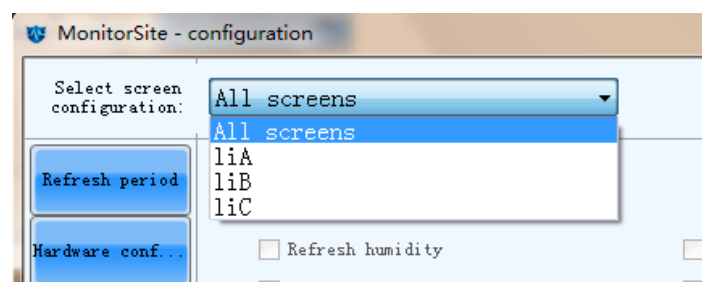 MonitorSite - configuration
Select screen
configuration:
All screens
All screens
liA
liB
liC
Refresh period
Hardware conf...
Refresh humidity